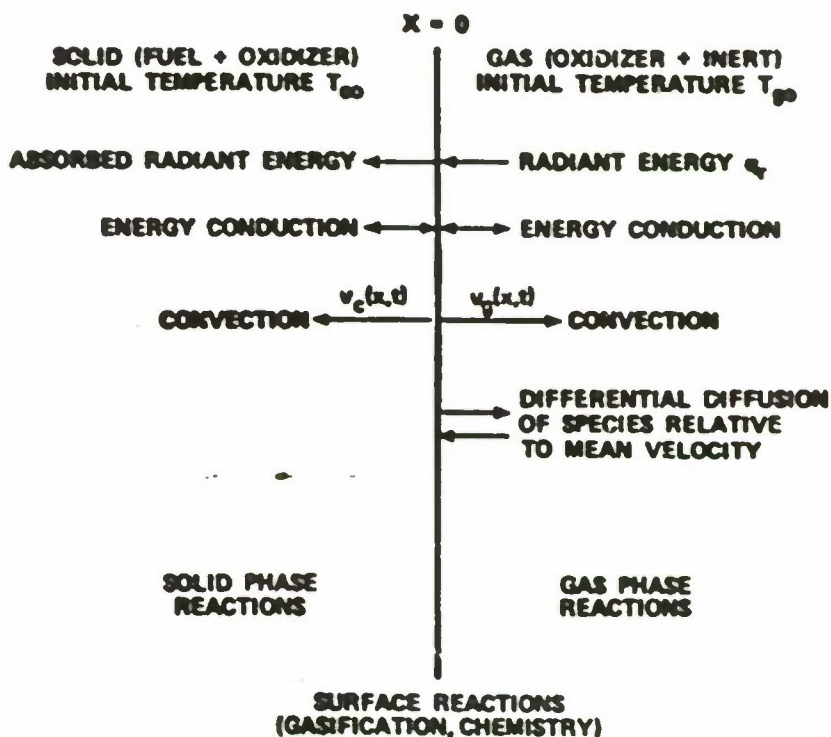 X = 0
SOLID (FUEL + OXIDIZER)
INITIAL TEMPERATURE T
GAS (OXIDIZER + INERT)
INITIAL TEMPERATURE T
ABSORBED RADIANT ENERGY
RADIANT ENERGY
ENERGY CONDUCTION
ENERGY CONDUCTION
v_c(x,t)
v_g(x,t)
CONVECTION
CONVECTION
DIFFERENTIAL DIFFUSION
OF SPECIES RELATIVE
TO MEAN VELOCITY
SOLID PHASE
REACTIONS
GAS PHASE
REACTIONS
SURFACE REACTIONS
(GASIFICATION, CHEMISTRY)